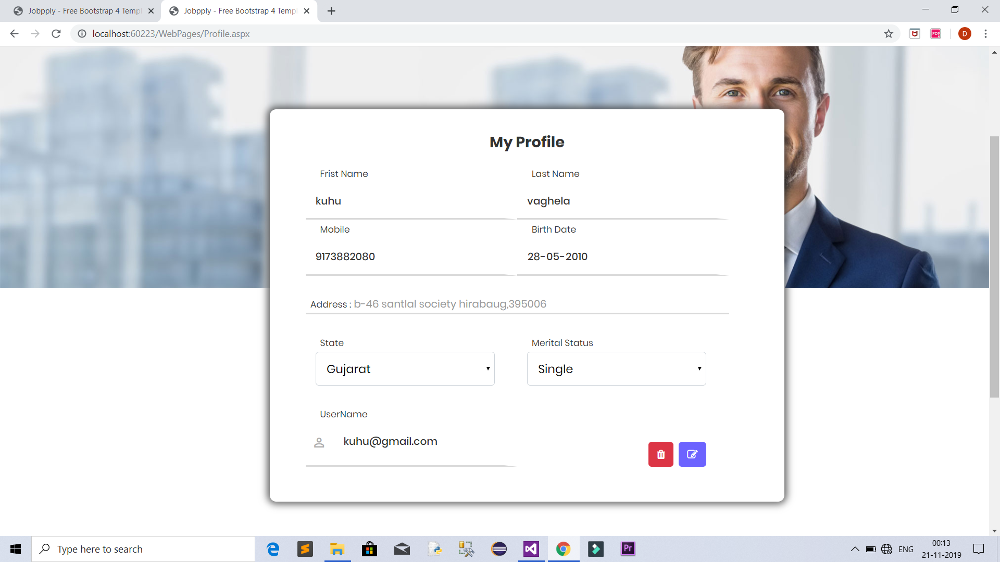 Jobpply - Free Bootstrap 4 Templ
Jobpply - Free Bootstrap 4 Templ
localhost:60223/WebPages/Profile.aspx
PDF
D
My Profile
Frist Name
Last Name
kuhu
vaghela
Mobile
Birth Date
9173882080
28-05-2010
Address : b-46 santlal society hirabaug,395006
State
Merital Status
Gujarat
Single
UserName
kuhu@gmail.com
Type here to search
Pr
ENG
00:13
21-11-2019